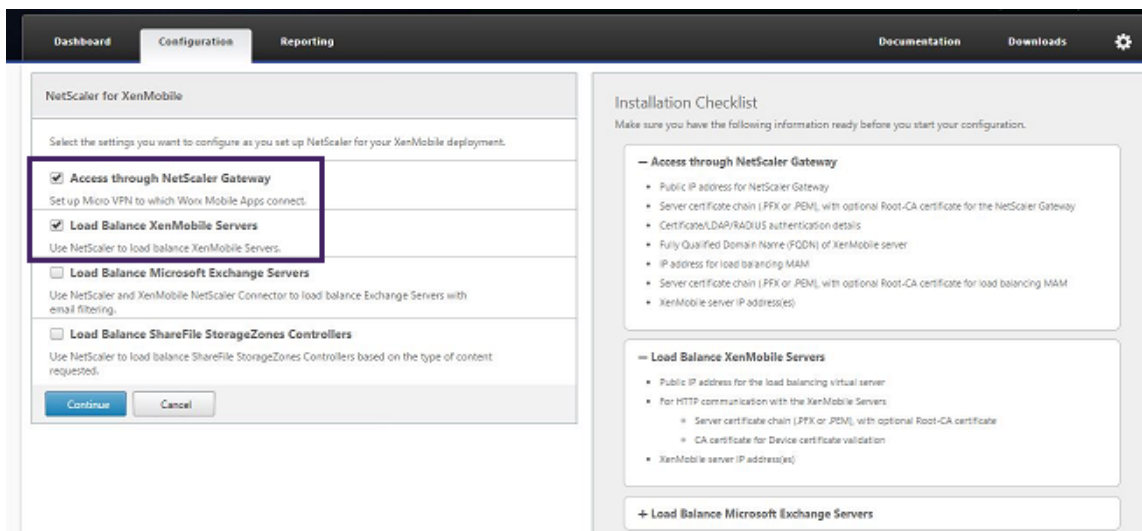 Dashboard Configuration Reporting Documentation Downloads
NetScaler for XenMobile
Select the settings you want to configure as you set up NetScaler for your XenMobile deployment.
Access through NetScaler Gateway
Set up Micro VPN to which Worx Mobile Apps connect.
Load Balance XenMobile Servers
Use NetScaler to load balance XenMobile Servers.
Load Balance Microsoft Exchange Servers
Use NetScaler and XenMobile NetScaler Connector to load balance Exchange Servers with
email filtering.
Load Balance ShareFile StorageZones Controllers
Use NetScaler to load balance ShareFile StorageZones Controllers based on the type of content
requested.
Continue Cancel
Installation Checklist
Make sure you have the following information ready before you start your configuration.
— Access through NetScaler Gateway
• Public IP address for NetScaler Gateway
• Server certificate chain (.PFX or .PEM), with optional Root-CA certificate for the NetScaler Gateway
• Certificate/LDAP/RADIUS authentication details
• Fully Qualified Domain Name (FQDN) of XenMobile server
• IP address for load balancing MAM
• Server certificate chain (.PFX or .PEM), with optional Root-CA certificate for load balancing MAM
• XenMobile server IP address(es)
— Load Balance XenMobile Servers
• Public IP address for the load balancing virtual server
• For HTTP communication with the XenMobile Servers
Server certificate chain (.PFX or .PEM), with optional Root-CA certificate
CA certificate for Device certificate validation
• XenMobile server IP address(es)
+ Load Balance Microsoft Exchange Servers